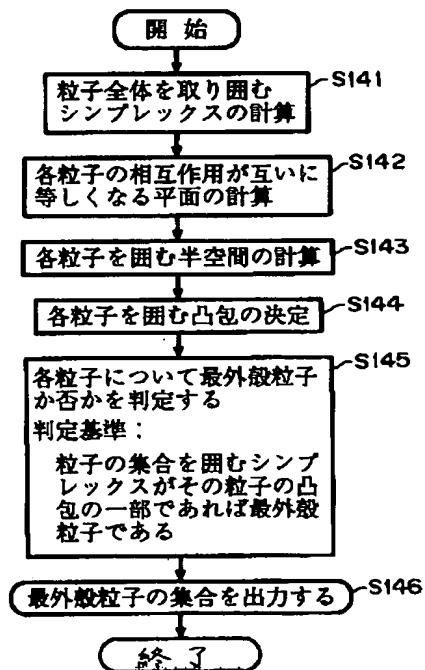 開始
S141
粒子全体を取り囲む
シンプレックスの計算
S142
各粒子の相互作用が互いに
等しくなる平面の計算
S143
各粒子を囲む半空間の計算
S144
各粒子を囲む凸包の決定
S145
各粒子について最外殻粒子
か否かを判定する
判定基準：
粒子の集合を囲むシンプ
レックスがその粒子の凸
包の一部であれば最外殻
粒子である
S146
最外殻粒子の集合を出力する
終了